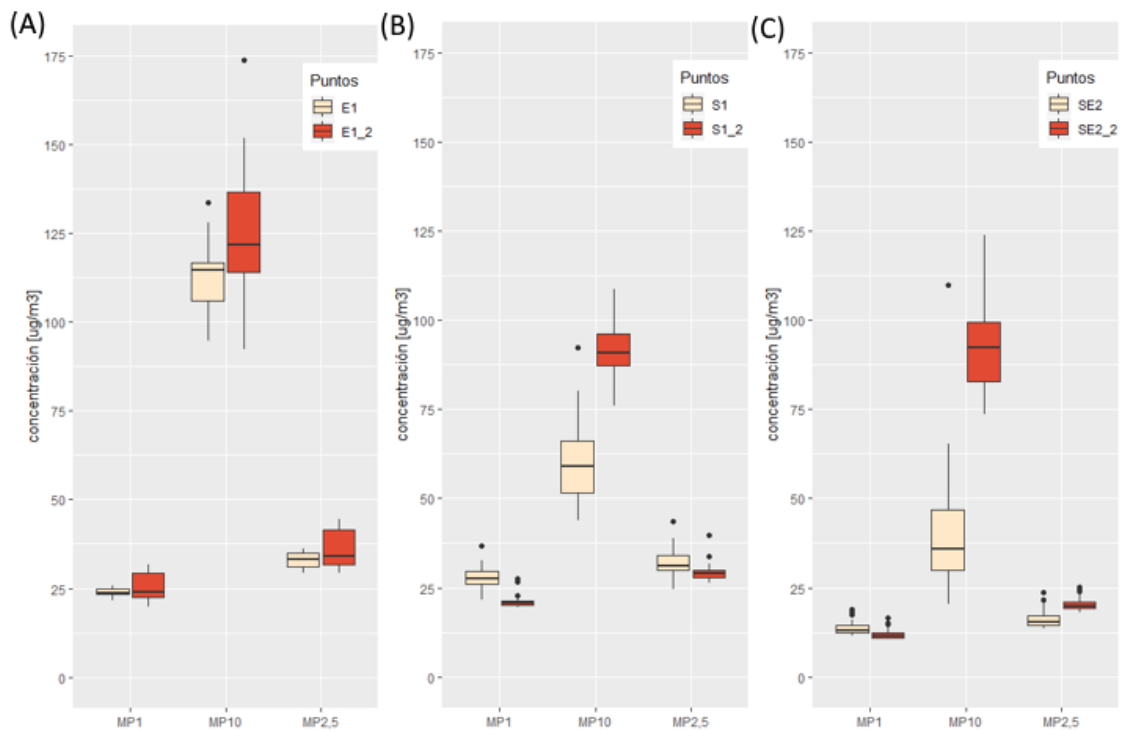 (A)
concentración [ug/m3]
175
150
125
100
75
50
25
0
MP1
MP10
MP2,5
Puntos
E1
E1_2
(B)
concentración [ug/m3]
175
150
125
100
75
50
25
0
MP1
MP10
MP2,5
Puntos
S1
S1_2
(C)
concentración [ug/m3]
175
150
125
100
75
50
25
0
MP1
MP10
MP2,5
Puntos
SE2
SE2_2